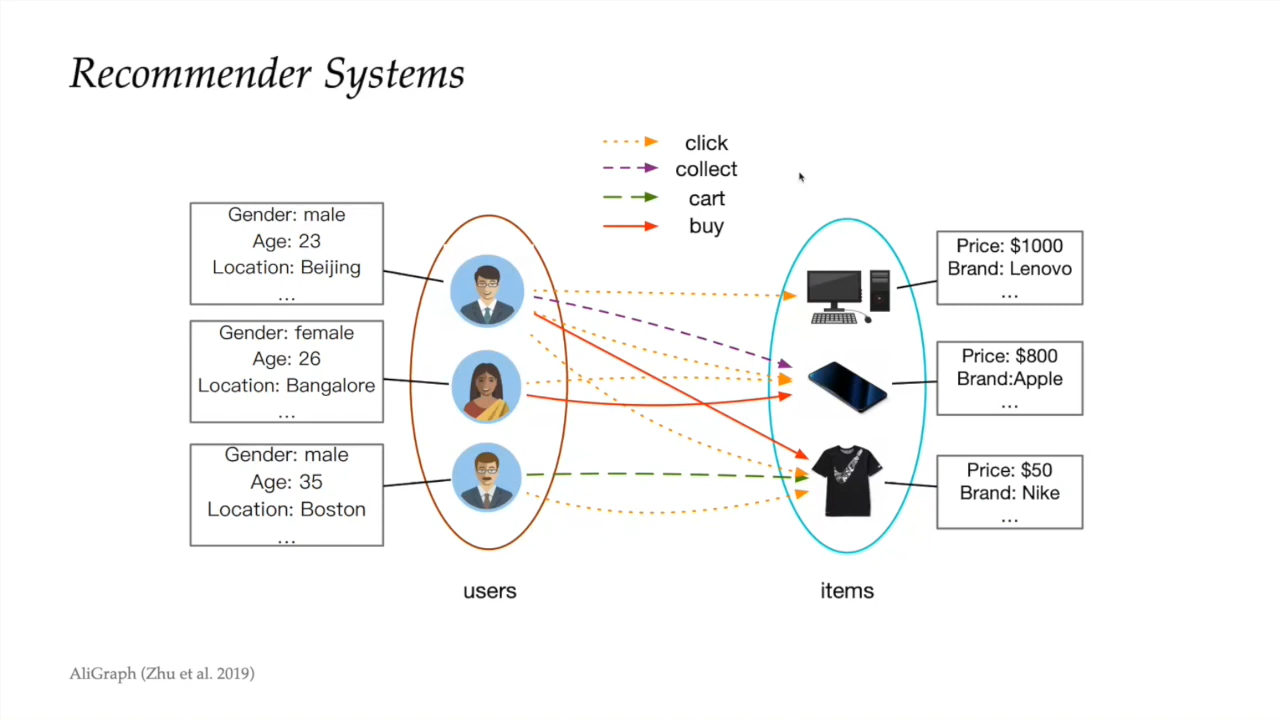 Recommender Systems
click
collect
cart
buy
Gender: male
Age: 23
Location: Beijing
...
Gender: female
Age: 26
Location: Bangalore
...
Gender: male
Age: 35
Location: Boston
...
Price: $1000
Brand: Lenovo
...
Price: $800
Brand:Apple
...
Price: $50
Brand: Nike
...
users
items
AliGraph (Zhu et al. 2019)